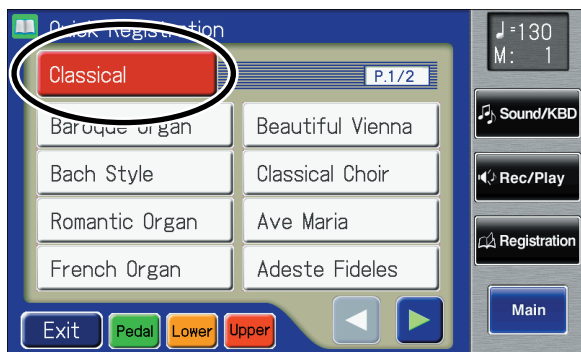 Quick Registration
Classical
P.1/2
Baroque Organ
Beautiful Vienna
Bach Style
Classical Choir
Romantic Organ
Ave Maria
French Organ
Adeste Fideles
Exit
Pedal
Lower
Upper
♩=130
M: 1
Sound/KBD
Rec/Play
Registration
Main